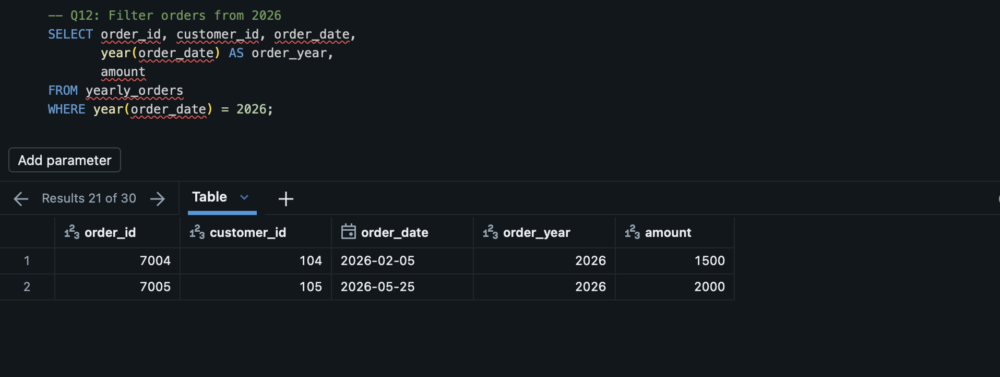 -- Q12: Filter orders from 2026
SELECT order_id, customer_id, order_date,
       year(order_date) AS order_year,
       amount
FROM yearly_orders
WHERE year(order_date) = 2026;
Add parameter
Results 21 of 30 Table
order_id customer_id order_date order_year amount
1 7004 104 2026-02-05 2026 1500
2 7005 105 2026-05-25 2026 2000